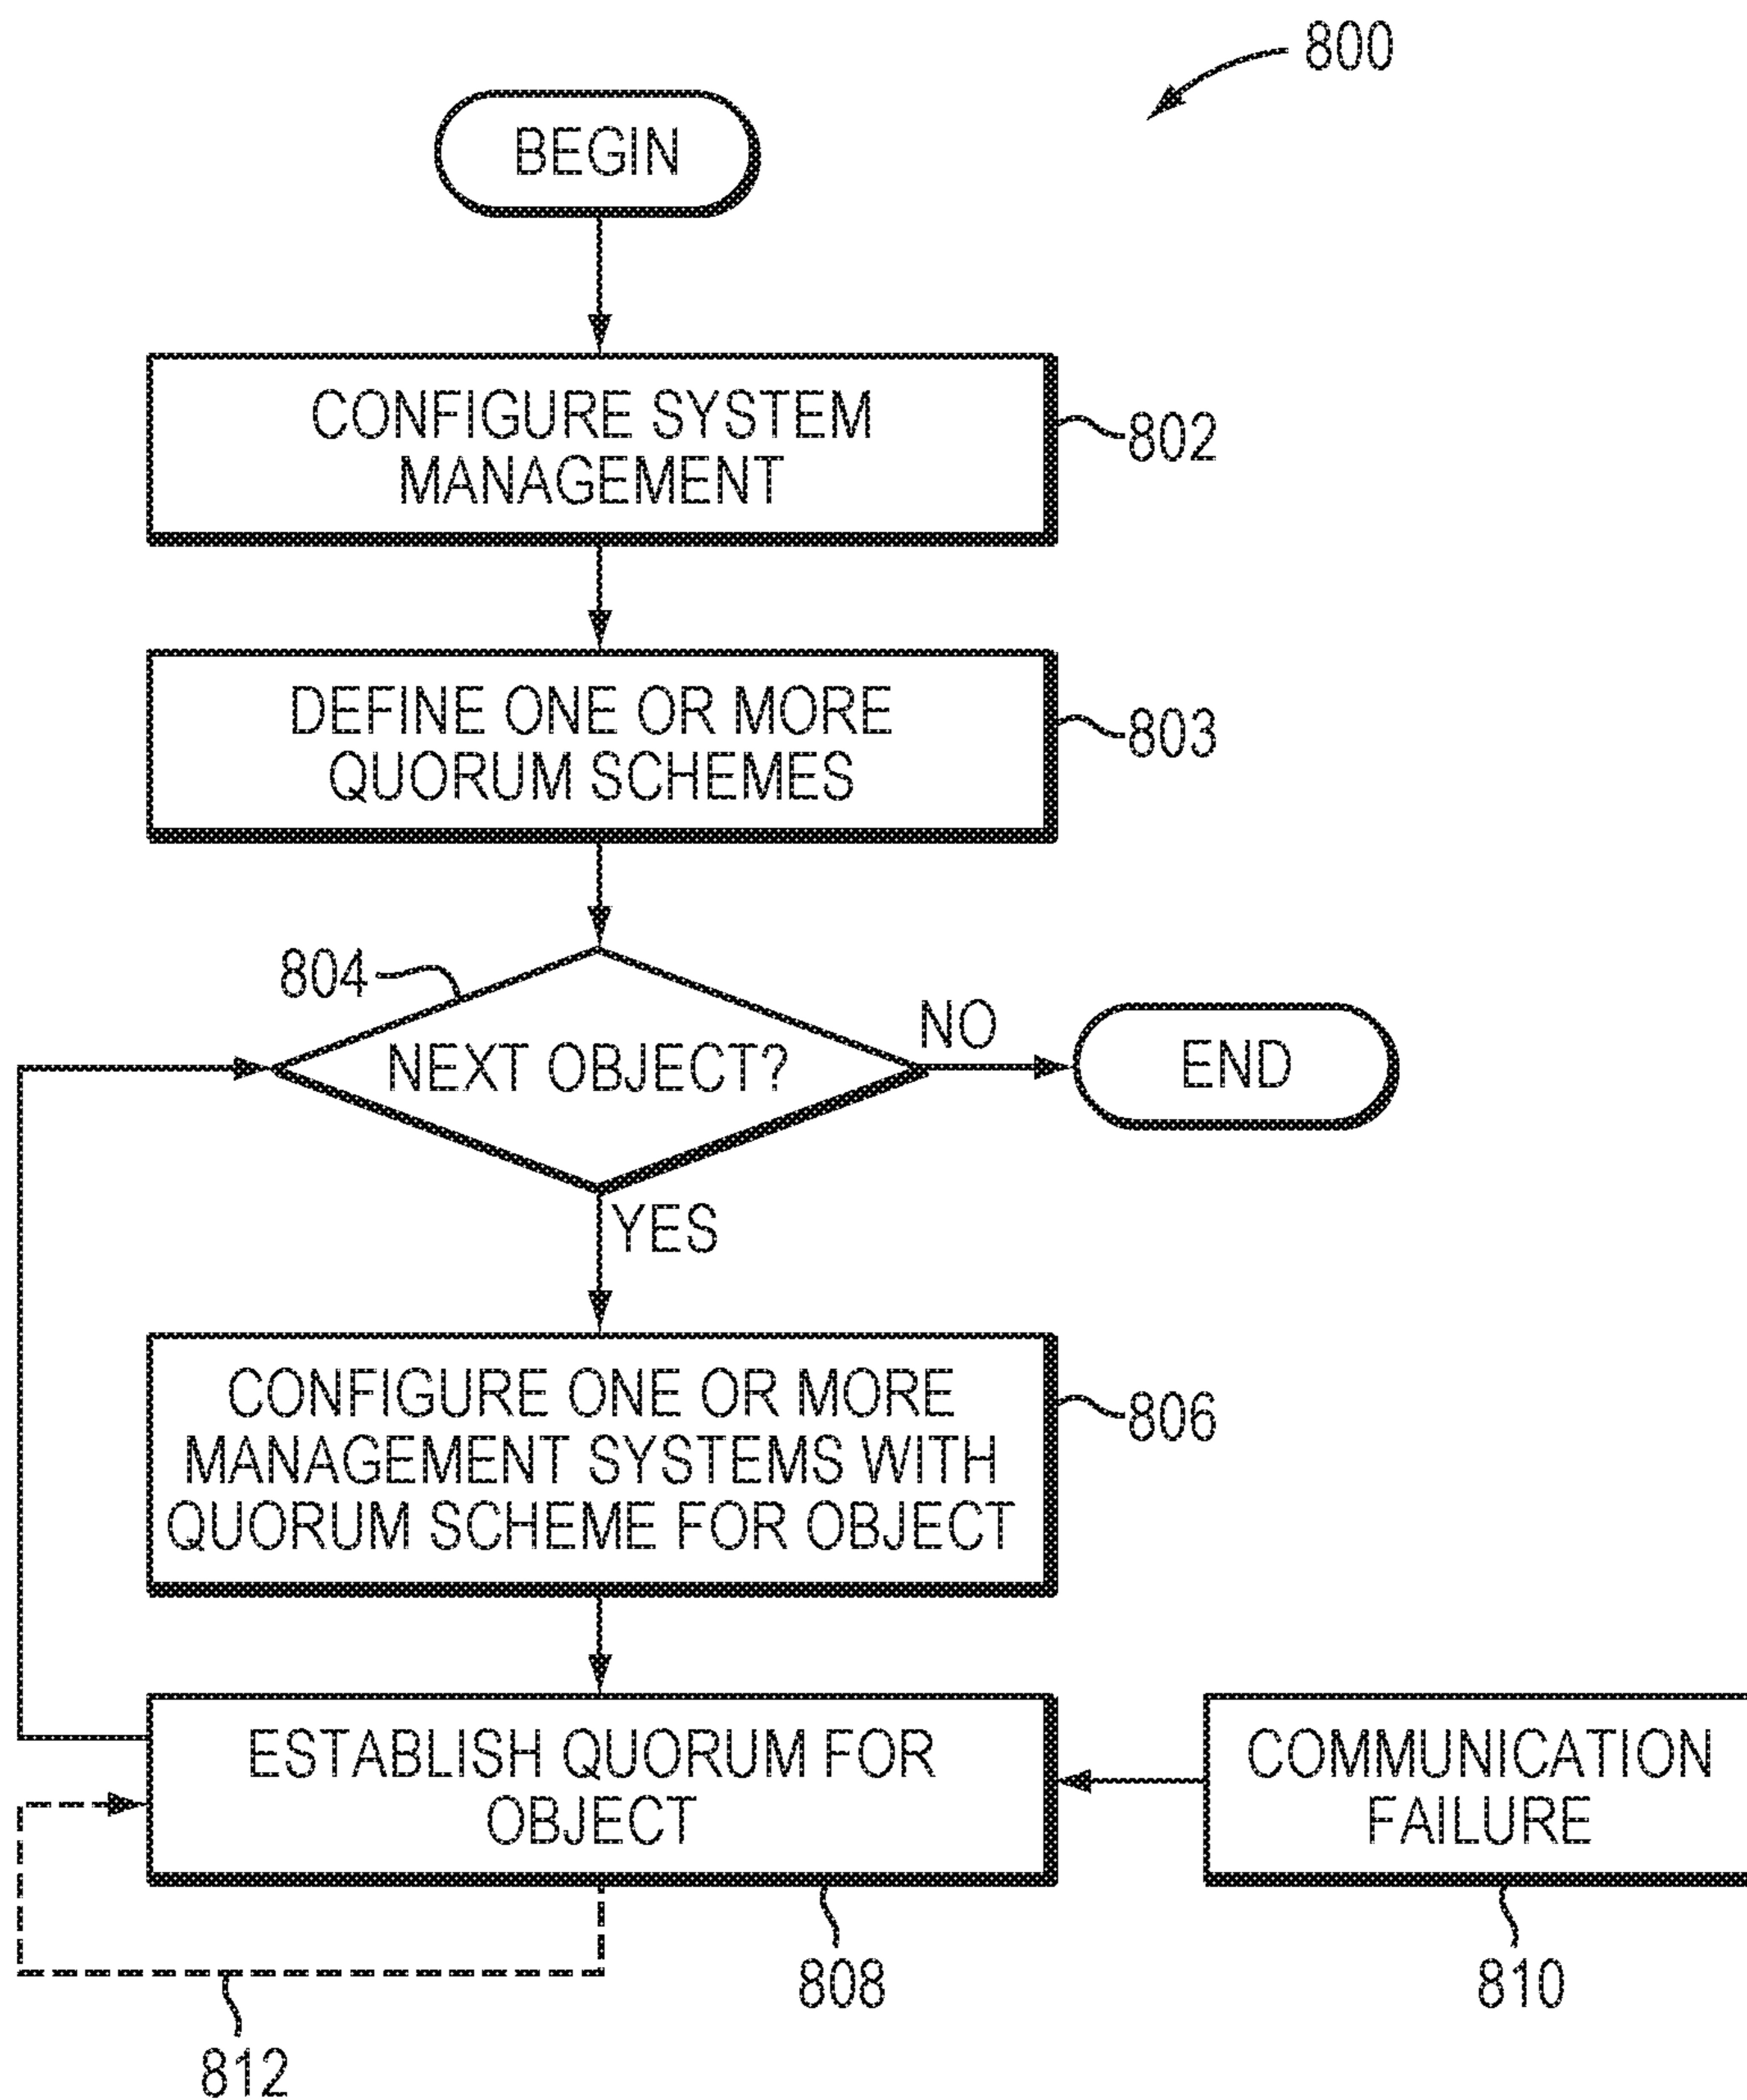 800
BEGIN
CONFIGURE SYSTEM
MANAGEMENT
802
DEFINE ONE OR MORE
QUORUM SCHEMES
803
804
NEXT OBJECT?
NO
END
YES
CONFIGURE ONE OR MORE
MANAGEMENT SYSTEMS WITH
QUORUM SCHEME FOR OBJECT
806
ESTABLISH QUORUM FOR
OBJECT
COMMUNICATION
FAILURE
808
810
812